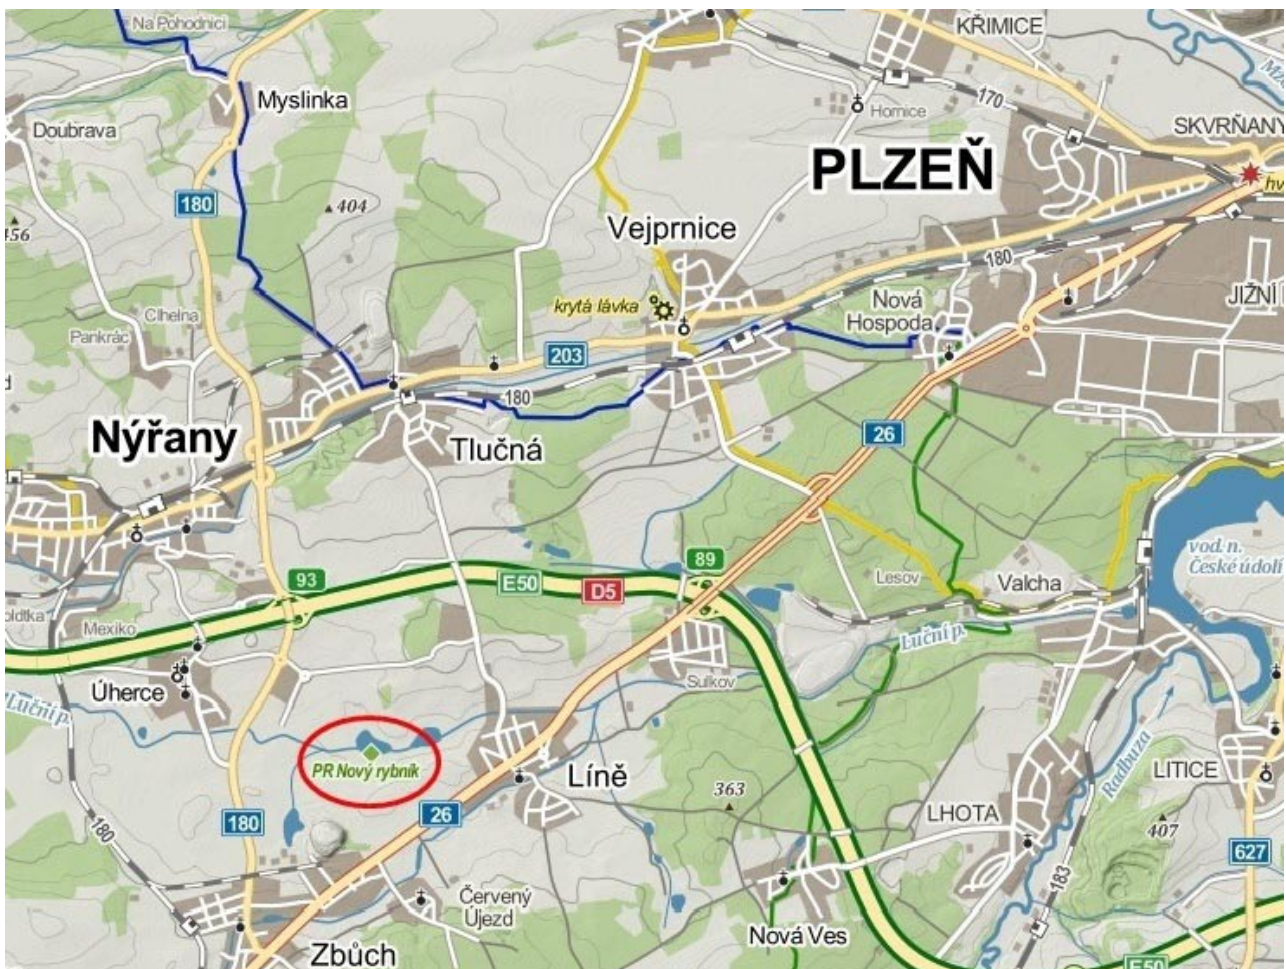 Na Pohodnici
KŘIMICE
Myslinka
170
Hornice
Doubrava
SKVRŇANY
PLZEŇ
180
404
456
Vejprnice
180
Nová
Hospoda
JIŽNÍ
krytá lávka
Cihelna
Pankrác
203
180
Nýřany
Tlučná
26
vod. n.
České údolí
93
E50
D5
89
Lesov
Valcha
Mexiko
Luční p.
Úherce
Sulkov
Luční p.
PR Nový rybník
Líně
Radbuza
LITICE
363
407
LHOTA
180
180
26
627
183
Červený
Újezd
Nová Ves
Zbůch
E50